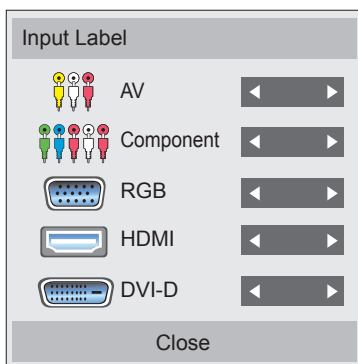 Input Label
AV
Component
RGB
HDMI
DVI-D
Close